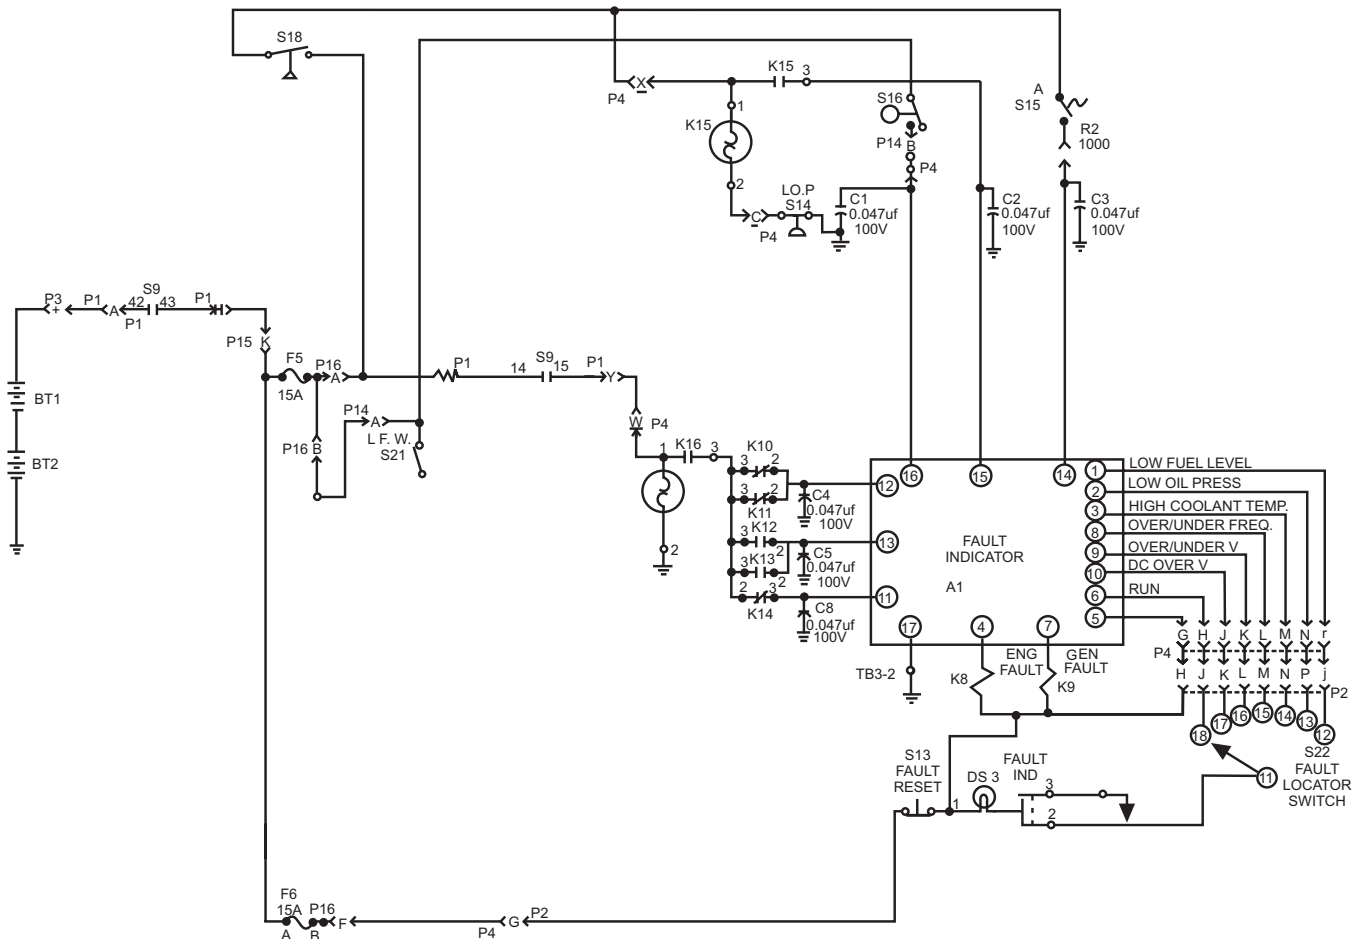 S18
K15 3
X
P4
A
S15
S16
K15
1
R2
1000
P14 B
P4
2
LO.P
S14
C
P4
C1
0.047uf
100V
C2
0.047uf
100V
C3
0.047uf
100V
P3
+
P1
A
42 S9 43
P1
P1
P15 K
F5
15A
P16
A
P1
14 S9 15
P1
Y
BT1
BT2
P14
A
L F. W.
S21
P16 B
W P4
1
K16
3
2
K10
3 2
3 2
K11
K12
3 2
K13
3 2
2 3
K14
C4
0.047uf
100V
C5
0.047uf
100V
C8
0.047uf
100V
12
13
11
16
15
14
FAULT
INDICATOR
A1
17
4
7
1 LOW FUEL LEVEL
2 LOW OIL PRESS
3 HIGH COOLANT TEMP.
8 OVER/UNDER FREQ.
9 OVER/UNDER V
10 DC OVER V
6 RUN
5
G H J K L M N r
P4
H J K L M N P j
P2
TB3-2
K8
ENG
FAULT
K9
GEN
FAULT
18 17 16 15 14 13 12
S22
FAULT
LOCATOR
SWITCH
11
S13
FAULT
RESET
1
DS 3
FAULT
IND
3
2
F6
15A
A B
P16
F
P4
G
P2